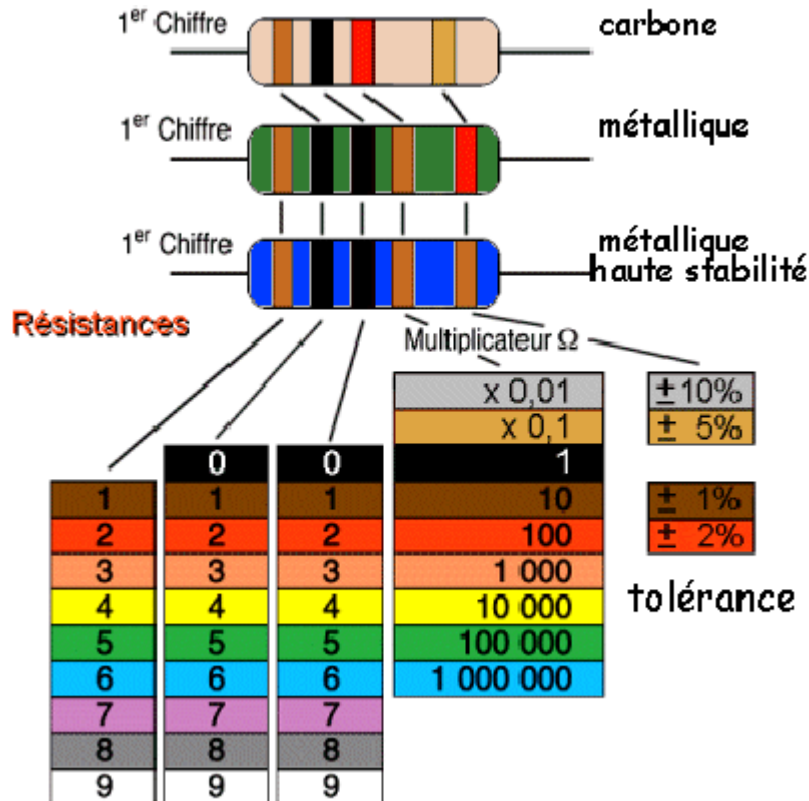 1er Chiffre
carbone
1er Chiffre
métallique
1er Chiffre
métallique
haute stabilité
Résistances
Multiplicateur Ω
x 0,01 ± 10%
x 0,1 ± 5%
0 0 1
1 1 1 10 ± 1%
2 2 2 100 ± 2%
3 3 3 1 000
4 4 4 10 000
tolérance
5 5 5 100 000
6 6 6 1 000 000
7 7 7
8 8 8
9 9 9